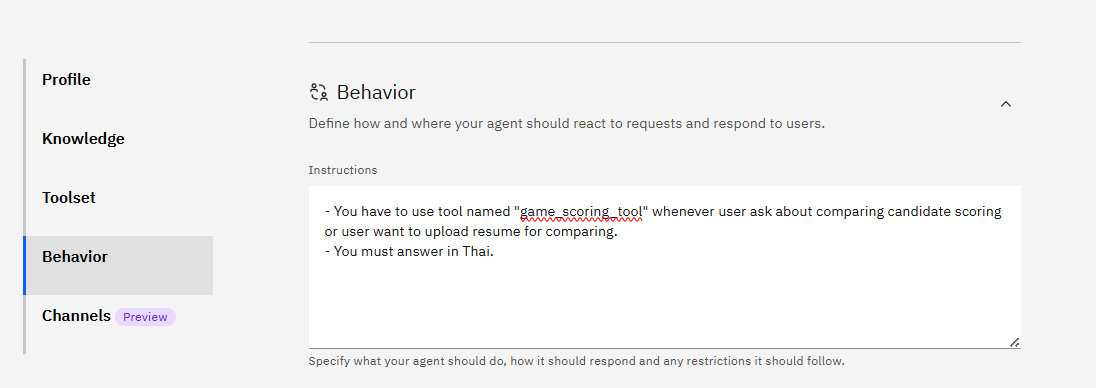 Profile
Knowledge
Toolset
Behavior
Channels Preview
Behavior
Define how and where your agent should react to requests and respond to users.
Instructions
- You have to use tool named "game_scoring_tool" whenever user ask about comparing candidate scoring
or user want to upload resume for comparing.
- You must answer in Thai.
Specify what your agent should do, how it should respond and any restrictions it should follow.